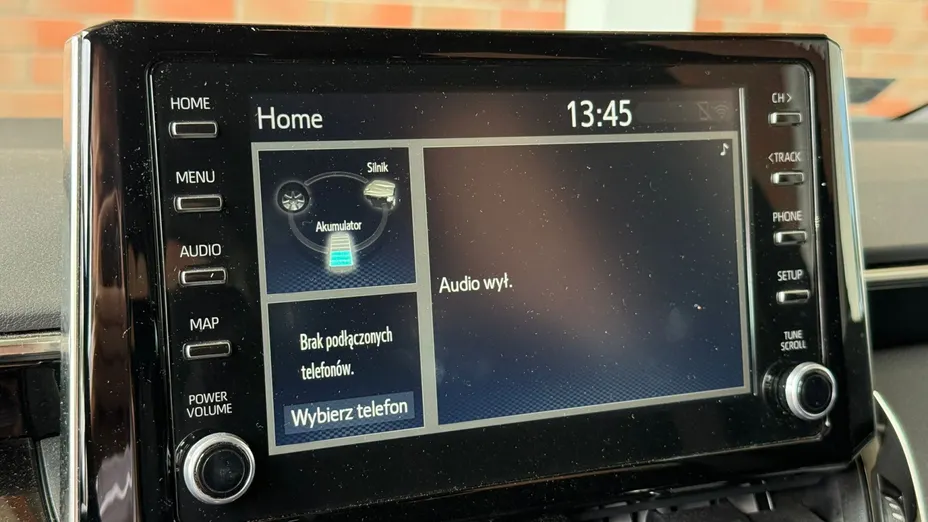 HOME
MENU
AUDIO
MAP
POWER
VOLUME
Home
13:45
Silnik
Akumulator
Brak podłączonych
telefonów.
Wybierz telefon
Audio wył.
CH>
<TRACK
PHONE
SETUP
TUNE
SCROLL